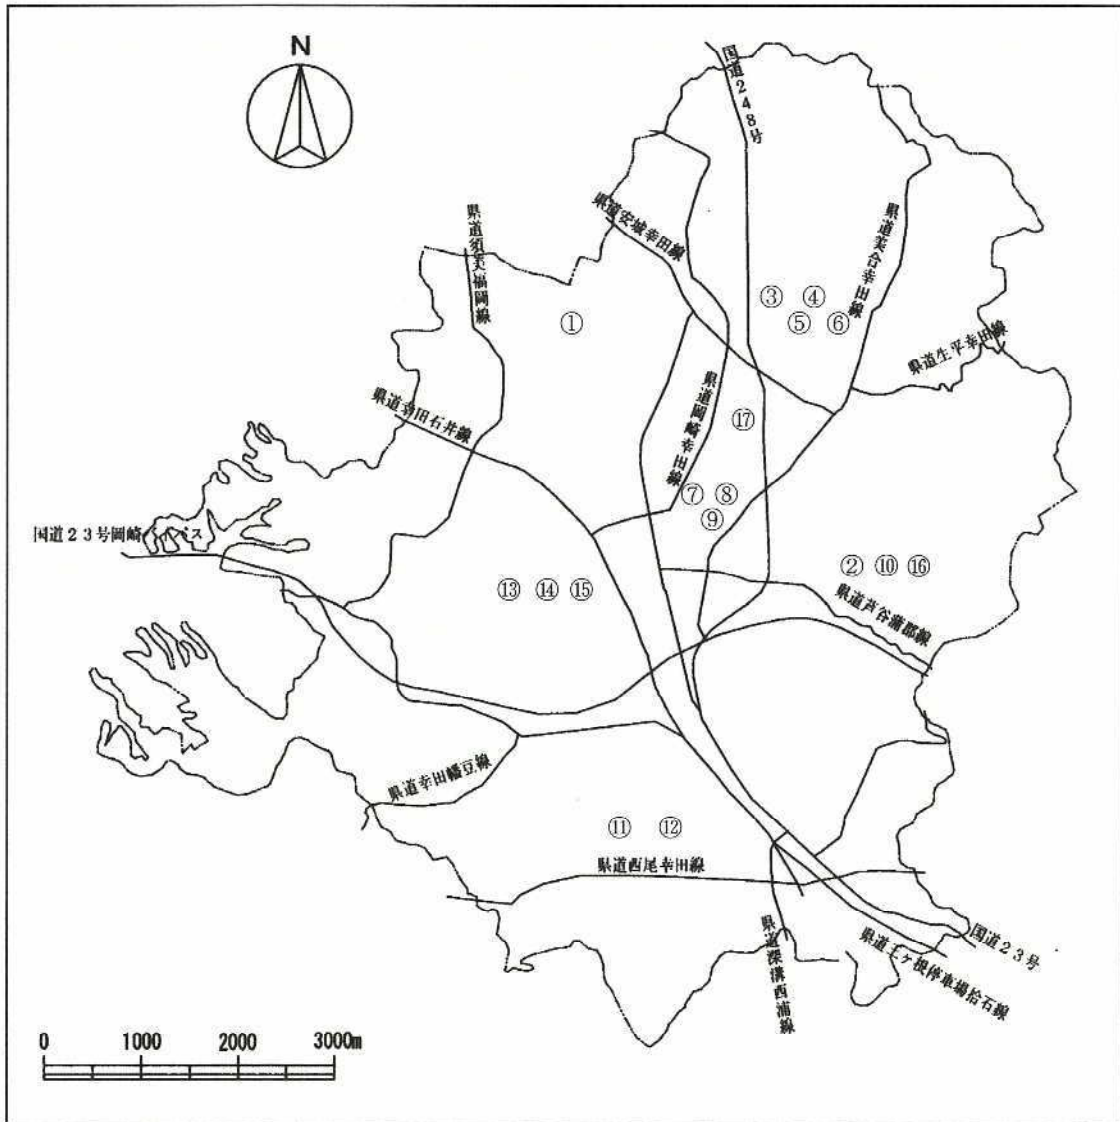 N
国道248号
県道安城幸田線
県道美合幸田線
県道須美福岡線
③ ④
① ⑤ ⑥
県道生平幸田線
県道幸田石井線
県道岡崎幸田線
⑰
⑦ ⑧
⑨
国道23号岡崎バイパス
② ⑩ ⑯
⑬ ⑭ ⑮
県道芦谷蒲郡線
県道幸田幡豆線
⑪ ⑫
県道西尾幸田線
県道深溝西浦線
国道23号
県道三ヶ根停車場拾石線
0 1000 2000 3000m